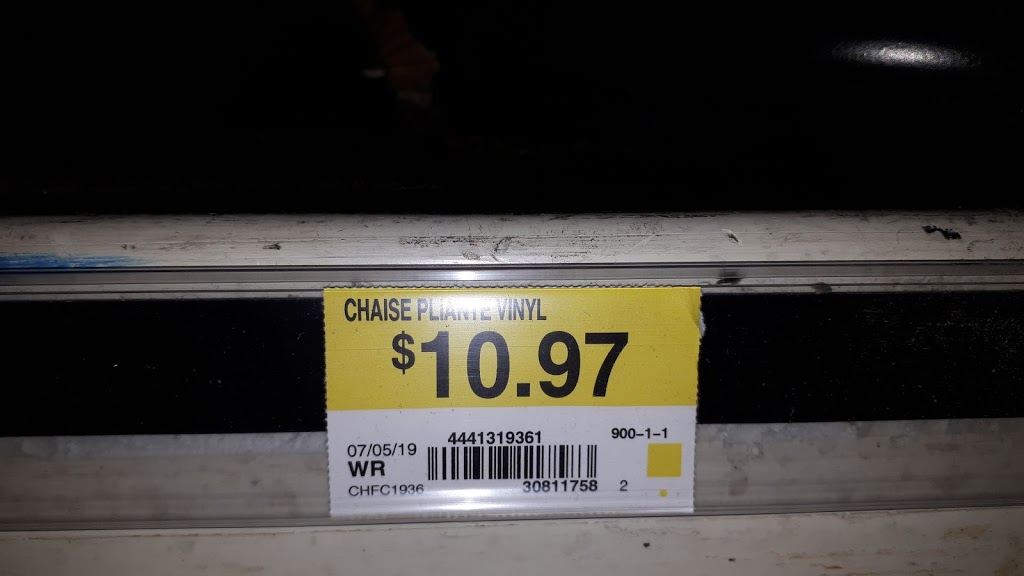 CHAISE PLIANTE VINYL
$10.97
4441319361
900-1-1
07/05/19
WR
CHFC1936
30811758 2